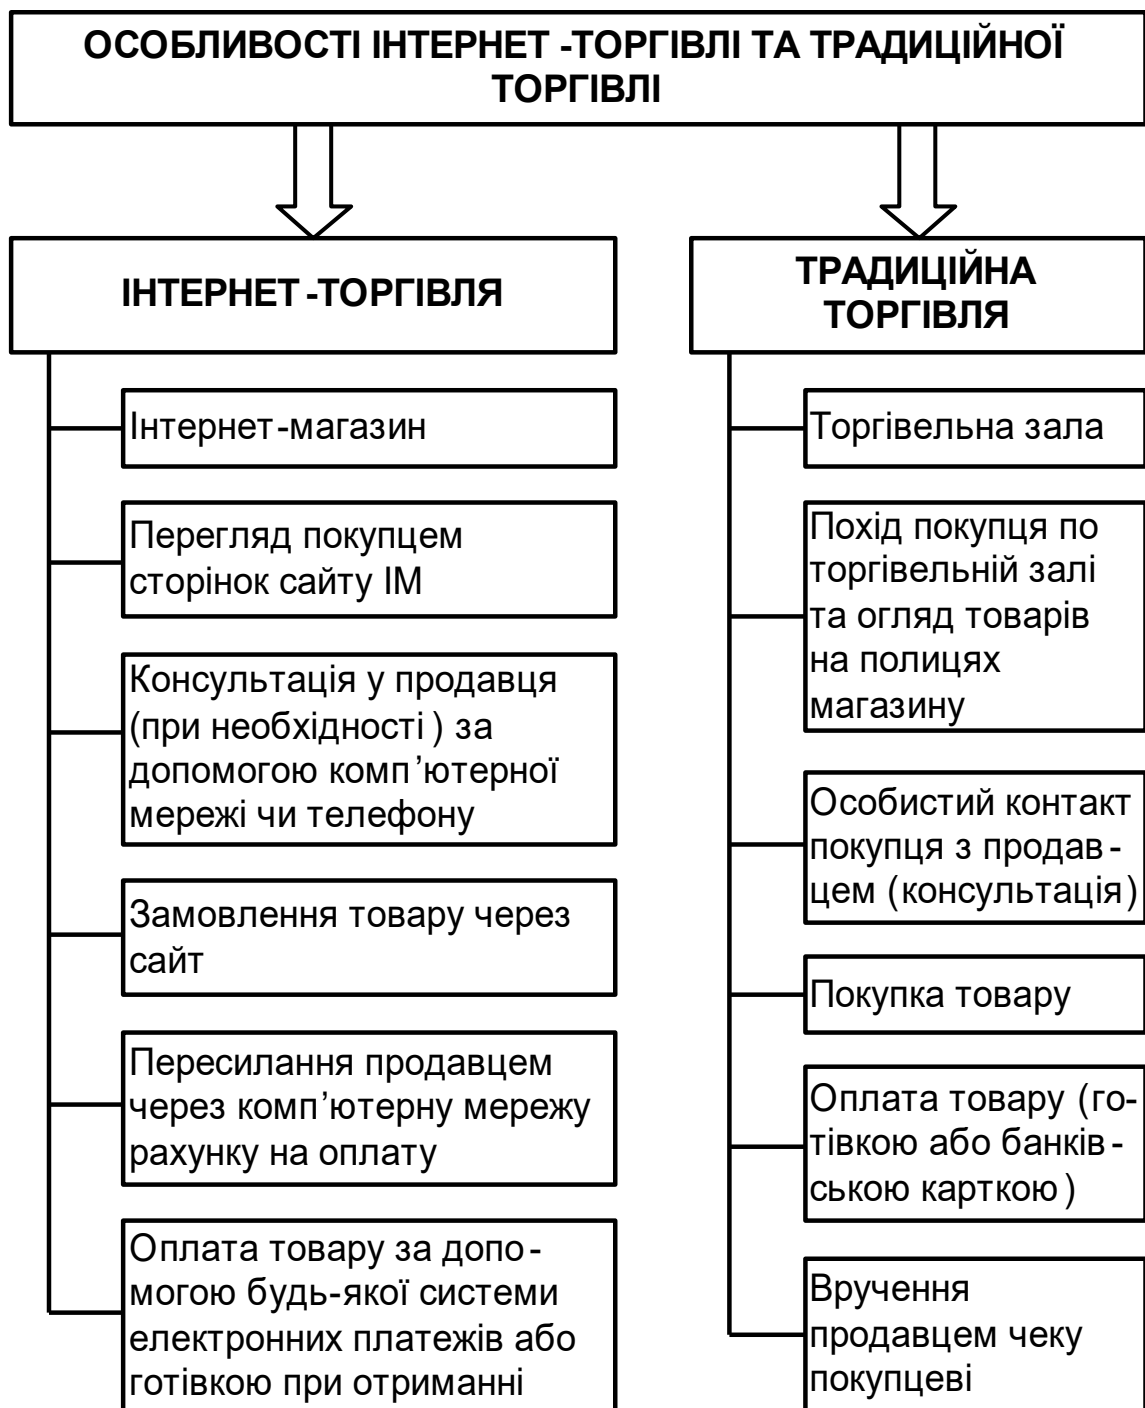 ОСОБЛИВОСТІ ІНТЕРНЕТ -ТОРГІВЛІ ТА ТРАДИЦІЙНОЇ
ТОРГІВЛІ
ІНТЕРНЕТ -ТОРГІВЛЯ
Інтернет-магазин
Перегляд покупцем
сторінок сайту ІМ
Консультація у продавця
(при необхідності ) за
допомогою комп’ютерної
мережі чи телефону
Замовлення товару через
сайт
Пересилання продавцем
через комп’ютерну мережу
рахунку на оплату
Оплата товару за допо-
могою будь-якої системи
електронних платежів або
готівкою при отриманні
ТРАДИЦІЙНА
ТОРГІВЛЯ
Торгівельна зала
Похід покупця по
торгівельній залі
та огляд товарів
на полицях
магазину
Особистий контакт
покупця з продав-
цем (консультація)
Покупка товару
Оплата товару (го-
тівкою або банків-
ською карткою )
Вручення
продавцем чеку
покупцеві